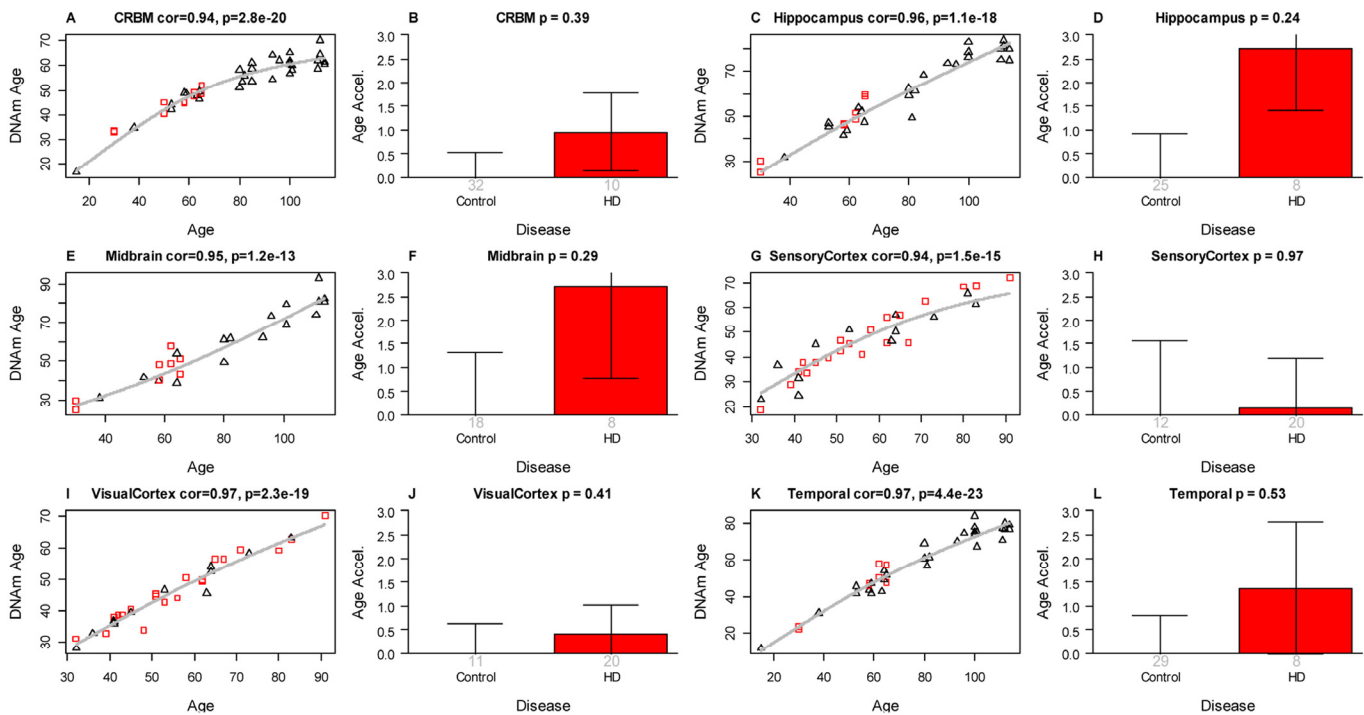 A CRBM cor=0.94, p=2.8e-20
DNAm Age
70
60
50
40
30
20
20 40 60 80 100
Age
B CRBM p = 0.39
Age Accel.
3.0
2.5
2.0
1.5
1.0
0.5
0.0
32 10
Control HD
Disease
C Hippocampus cor=0.96, p=1.1e-18
DNAm Age
70
50
30
40 60 80 100
Age
D Hippocampus p = 0.24
Age Accel.
3.0
2.5
2.0
1.5
1.0
0.5
0.0
25 8
Control HD
Disease
E Midbrain cor=0.95, p=1.2e-13
DNAm Age
90
70
50
30
40 60 80 100
Age
F Midbrain p = 0.29
Age Accel.
3.0
2.5
2.0
1.5
1.0
0.5
0.0
18 8
Control HD
Disease
G SensoryCortex cor=0.94, p=1.5e-15
DNAm Age
70
60
50
40
30
20
30 40 50 60 70 80 90
Age
H SensoryCortex p = 0.97
Age Accel.
3.0
2.5
2.0
1.5
1.0
0.5
0.0
12 20
Control HD
Disease
I VisualCortex cor=0.97, p=2.3e-19
DNAm Age
70
60
50
40
30
30 40 50 60 70 80 90
Age
J VisualCortex p = 0.41
Age Accel.
3.0
2.5
2.0
1.5
1.0
0.5
0.0
11 20
Control HD
Disease
K Temporal cor=0.97, p=4.4e-23
DNAm Age
80
60
40
20
20 40 60 80 100
Age
L Temporal p = 0.53
Age Accel.
3.0
2.5
2.0
1.5
1.0
0.5
0.0
29 8
Control HD
Disease